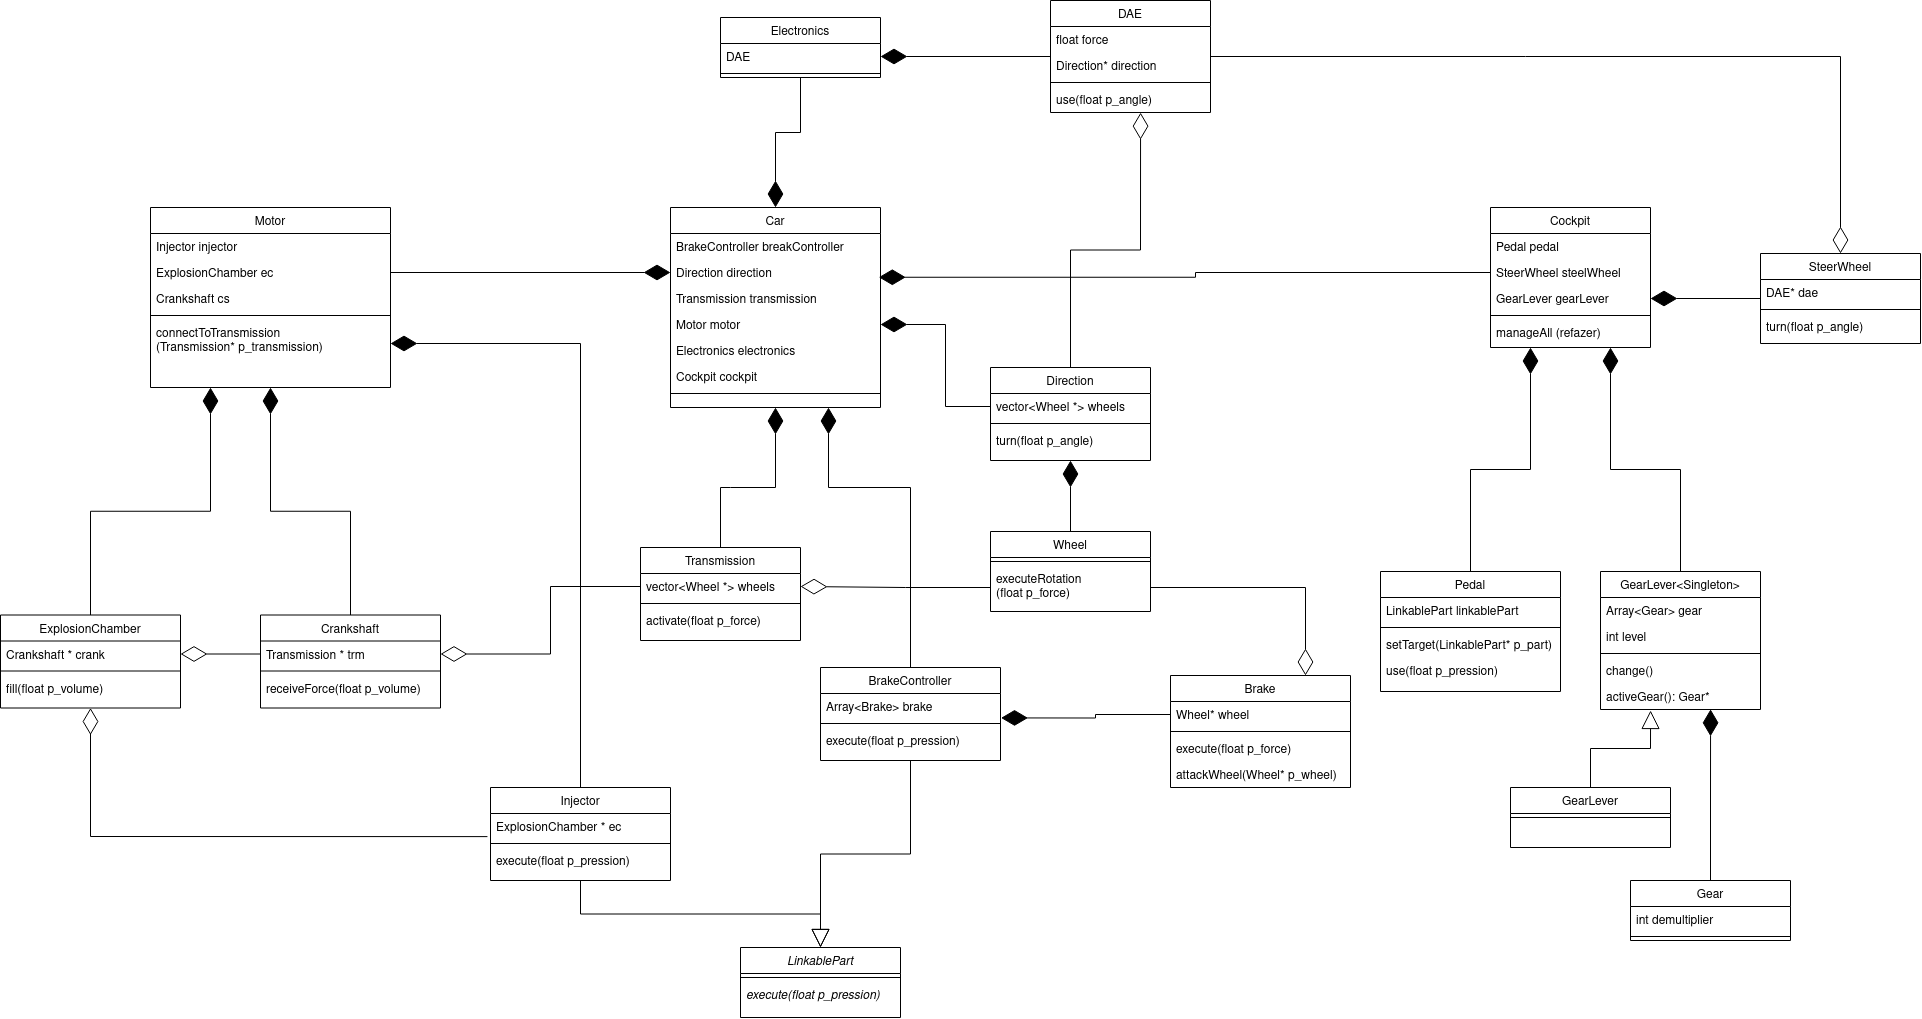 Electronics
DAE
DAE
float force
Direction* direction
use(float p_angle)
Motor
Injector injector
ExplosionChamber ec
Crankshaft cs
connectToTransmission
(Transmission* p_transmission)
Car
BrakeController breakController
Direction direction
Transmission transmission
Motor motor
Electronics electronics
Cockpit cockpit
Cockpit
Pedal pedal
SteerWheel steelWheel
GearLever gearLever
manageAll (refazer)
SteerWheel
DAE* dae
turn(float p_angle)
Direction
vector<Wheel *> wheels
turn(float p_angle)
Transmission
vector<Wheel *> wheels
activate(float p_force)
Wheel
executeRotation
(float p_force)
Pedal
LinkablePart linkablePart
setTarget(LinkablePart* p_part)
use(float p_pression)
GearLever<Singleton>
Array<Gear> gear
int level
change()
activeGear(): Gear*
ExplosionChamber
Crankshaft * crank
fill(float p_volume)
Crankshaft
Transmission * trm
receiveForce(float p_volume)
BrakeController
Array<Brake> brake
execute(float p_pression)
Brake
Wheel* wheel
execute(float p_force)
attackWheel(Wheel* p_wheel)
Injector
ExplosionChamber * ec
execute(float p_pression)
GearLever
Gear
int demultiplier
LinkablePart
execute(float p_pression)